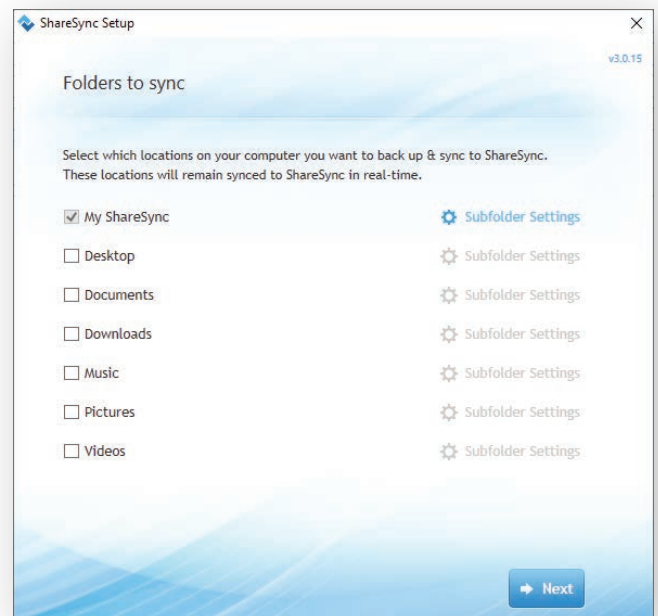 ShareSync Setup
v3.0.15
Folders to sync
Select which locations on your computer you want to back up & sync to ShareSync.
These locations will remain synced to ShareSync in real-time.
My ShareSync Subfolder Settings
Desktop Subfolder Settings
Documents Subfolder Settings
Downloads Subfolder Settings
Music Subfolder Settings
Pictures Subfolder Settings
Videos Subfolder Settings
Next